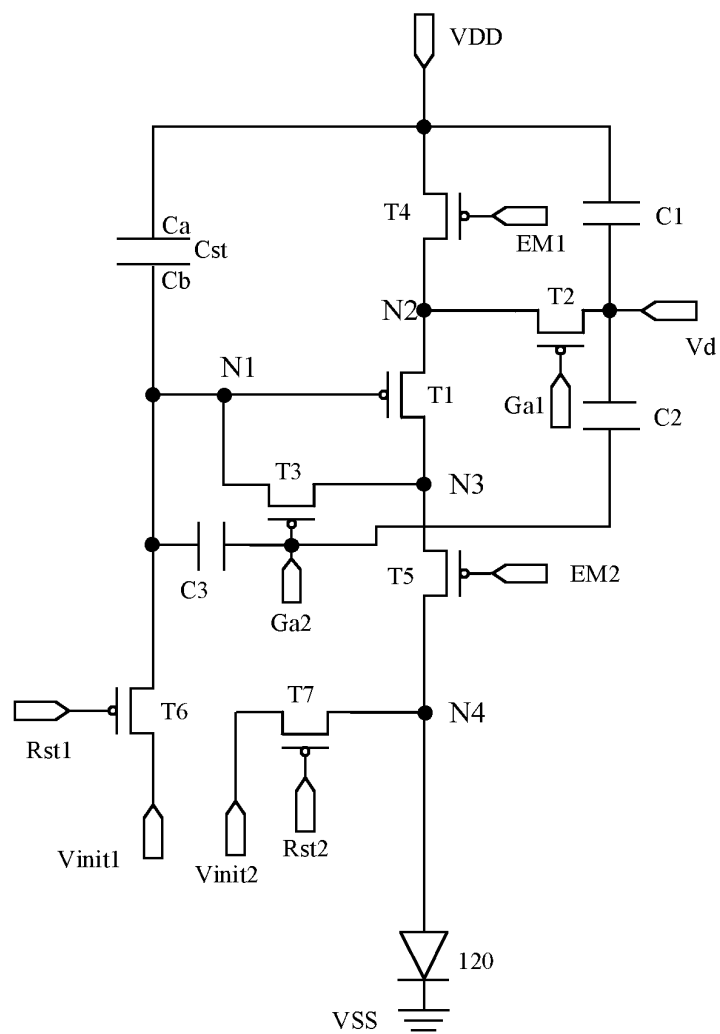 VDD
Ca
Cst
Cb
T4
EM1
C1
N2
T2
Vd
N1
T1
Ga1
C2
T3
N3
C3
Ga2
T5
EM2
T6
T7
N4
Rst1
Vinit1
Vinit2
Rst2
120
VSS